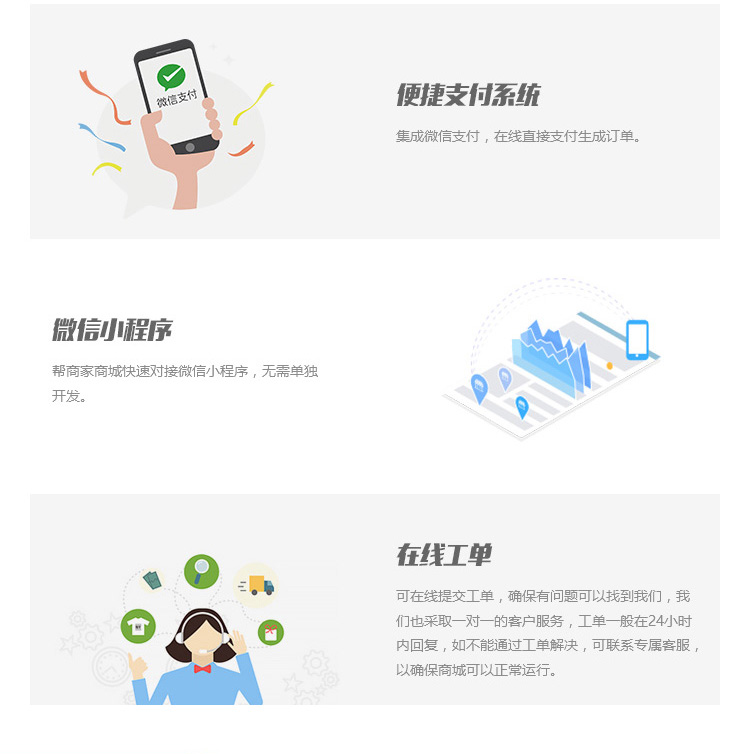 微信支付
便捷支付系统
集成微信支付，在线直接支付生成订单。
微信小程序
帮商家商城快速对接微信小程序，无需单独
开发。
在线工单
可在线提交工单，确保有问题可以找到我们，我
们也采取一对一的客户服务，工单一般在24小时
内回复，如不能通过工单解决，可联系专属客服，
以确保商城可以正常运行。